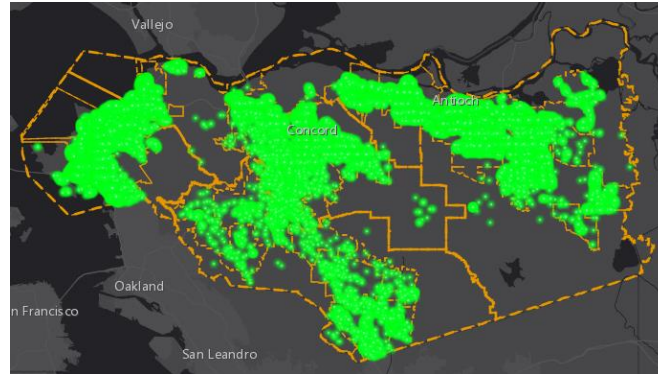 Vallejo
Antioch
Concord
Oakland
n Francisco
San Leandro